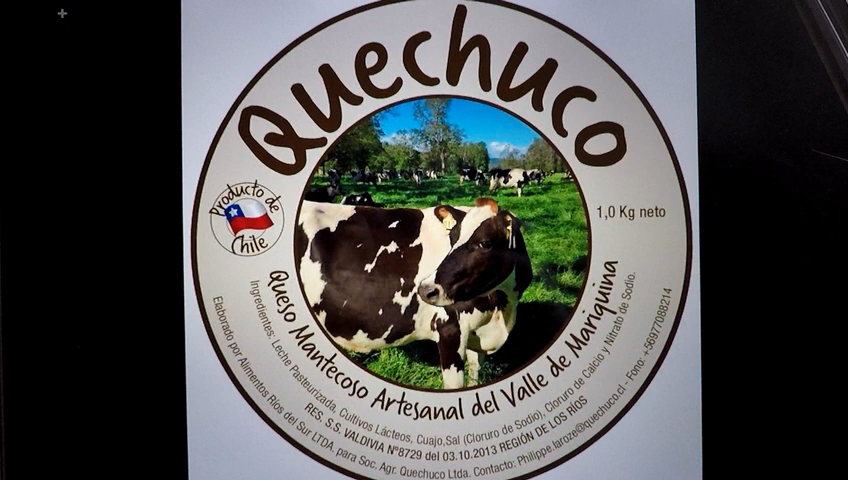 Quechuco
Producto de
Chile
1,0 Kg neto
Queso Mantecoso Artesanal del Valle de Mariquina
Ingredientes: Leche Pasteurizada, Cultivos Lácteos, Cuajo,Sal (Cloruro de Sodio), Cloruro de Calcio y Nitrato de Sodio.
RES. S.S. VALDIVIA N°8729 del 03.10.2013 REGIÓN DE LOS RÍOS
Elaborado por Alimentos Ríos del Sur LTDA, para Soc. Agr. Quechuco Ltda. Contacto: Philippe.laroze@quechuco.cl - Fono: +56977088214